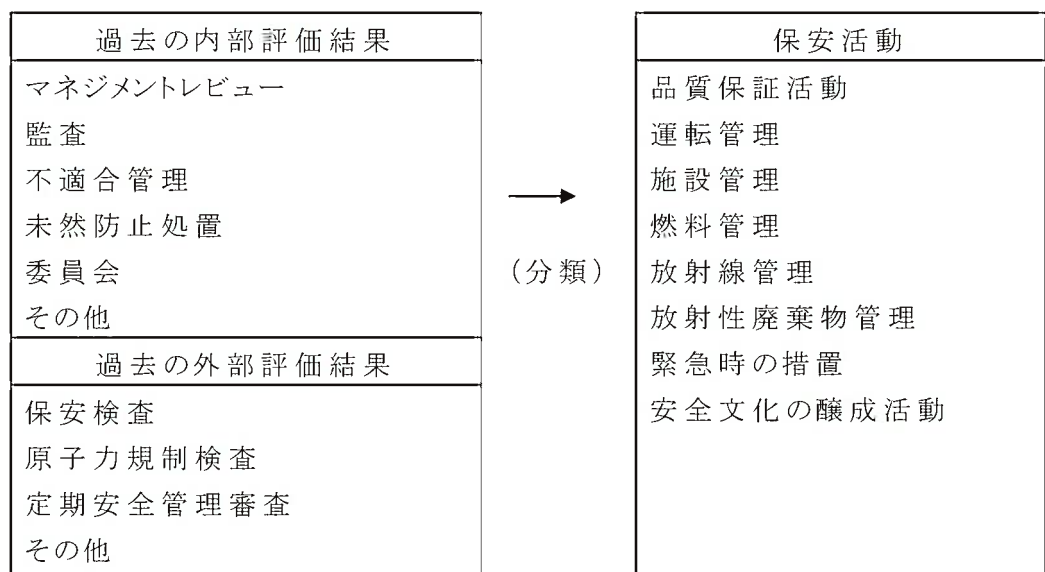 過去の内部評価結果
マネジメントレビュー
監査
不適合管理
未然防止処置
委員会
その他
過去の外部評価結果
保安検査
原子力規制検査
定期安全管理審査
その他
(分類)
保安活動
品質保証活動
運転管理
施設管理
燃料管理
放射線管理
放射性廃棄物管理
緊急時の措置
安全文化の醸成活動